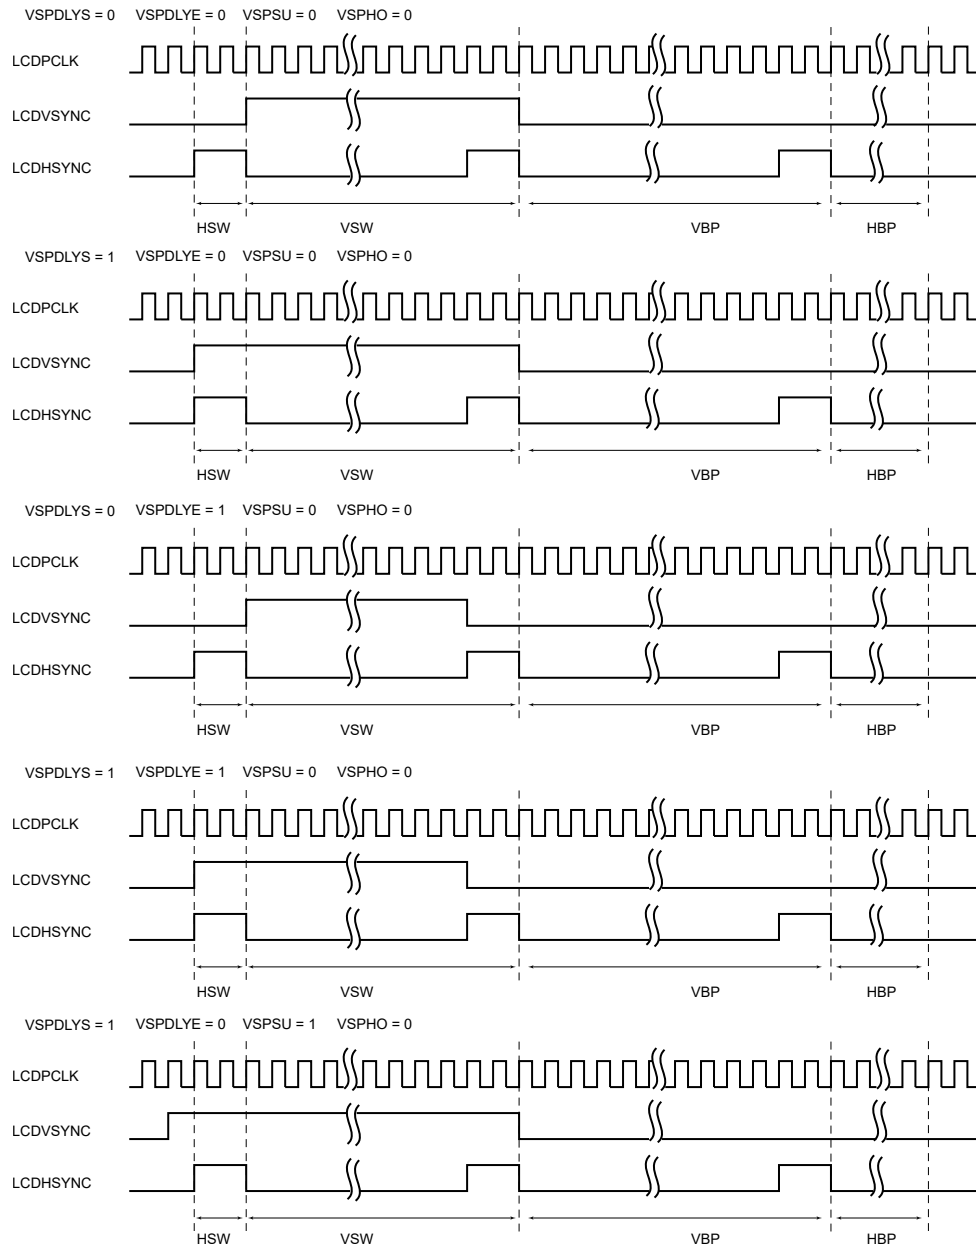 VSPDLYS = 0 VSPDLYE = 0 VSPSU = 0 VSPHO = 0
LCDPCLK
LCDVSYNC
LCDHSYNC
HSW VSW VBP HBP
VSPDLYS = 1 VSPDLYE = 0 VSPSU = 0 VSPHO = 0
LCDPCLK
LCDVSYNC
LCDHSYNC
HSW VSW VBP HBP
VSPDLYS = 0 VSPDLYE = 1 VSPSU = 0 VSPHO = 0
LCDPCLK
LCDVSYNC
LCDHSYNC
HSW VSW VBP HBP
VSPDLYS = 1 VSPDLYE = 1 VSPSU = 0 VSPHO = 0
LCDPCLK
LCDVSYNC
LCDHSYNC
HSW VSW VBP HBP
VSPDLYS = 1 VSPDLYE = 0 VSPSU = 1 VSPHO = 0
LCDPCLK
LCDVSYNC
LCDHSYNC
HSW VSW VBP HBP